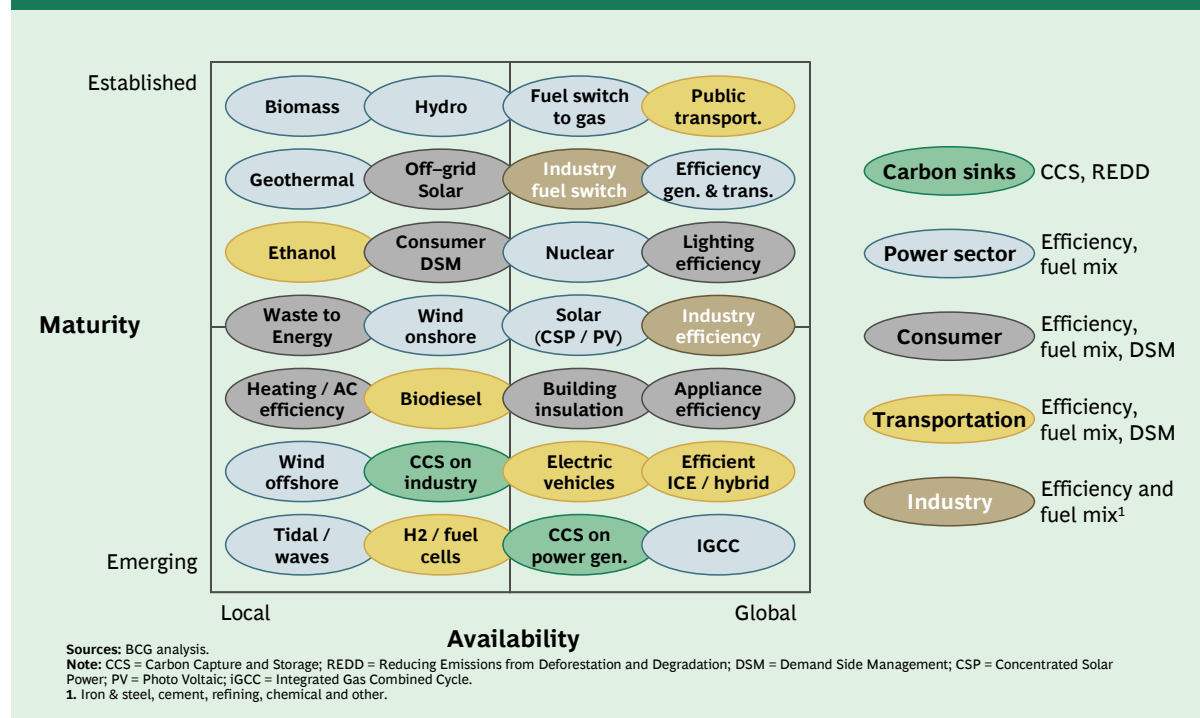 Established
Biomass
Hydro
Fuel switch
to gas
Public
transport.
Geothermal
Off–grid
Solar
Industry
fuel switch
Efficiency
gen. & trans.
Ethanol
Consumer
DSM
Nuclear
Lighting
efficiency
Maturity
Waste to
Energy
Wind
onshore
Solar
(CSP / PV)
Industry
efficiency
Heating / AC
efficiency
Biodiesel
Building
insulation
Appliance
efficiency
Wind
offshore
CCS on
industry
Electric
vehicles
Efficient
ICE / hybrid
Emerging
Tidal /
waves
H2 / fuel
cells
CCS on
power gen.
IGCC
Local
Global
Availability
Carbon sinks
CCS, REDD
Power sector
Efficiency,
fuel mix
Consumer
Efficiency,
fuel mix, DSM
Transportation
Efficiency,
fuel mix, DSM
Industry
Efficiency and
fuel mix¹
Sources: BCG analysis.
Note: CCS = Carbon Capture and Storage; REDD = Reducing Emissions from Deforestation and Degradation; DSM = Demand Side Management; CSP = Concentrated Solar
Power; PV = Photo Voltaic; iGCC = Integrated Gas Combined Cycle.
1. Iron & steel, cement, refining, chemical and other.